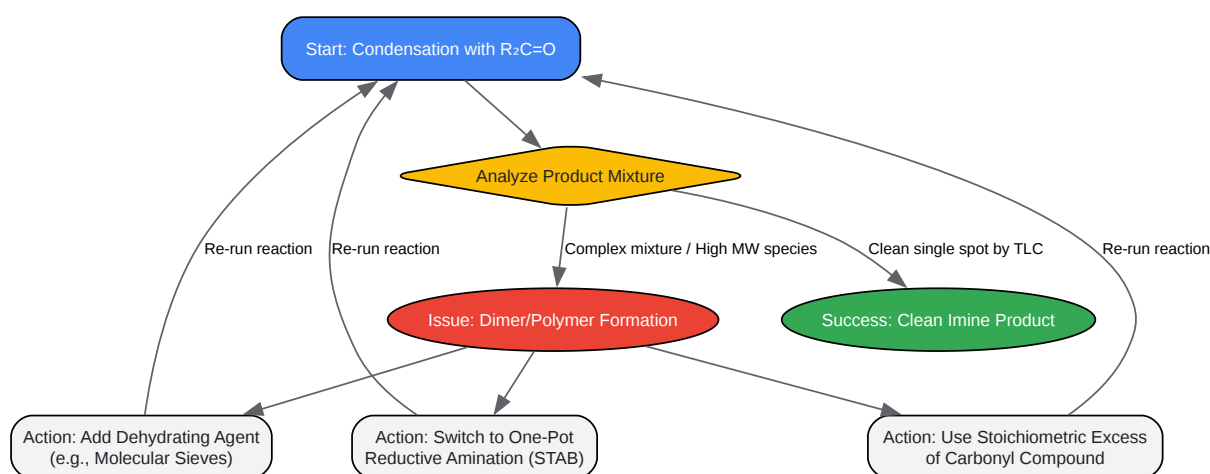 Start: Condensation with R₂C=O
Analyze Product Mixture
Re-run reaction
Re-run reaction
Complex mixture / High MW species
Clean single spot by TLC
Re-run reaction
Issue: Dimer/Polymer Formation
Success: Clean Imine Product
Action: Add Dehydrating Agent
(e.g., Molecular Sieves)
Action: Switch to One-Pot
Reductive Amination (STAB)
Action: Use Stoichiometric Excess
of Carbonyl Compound